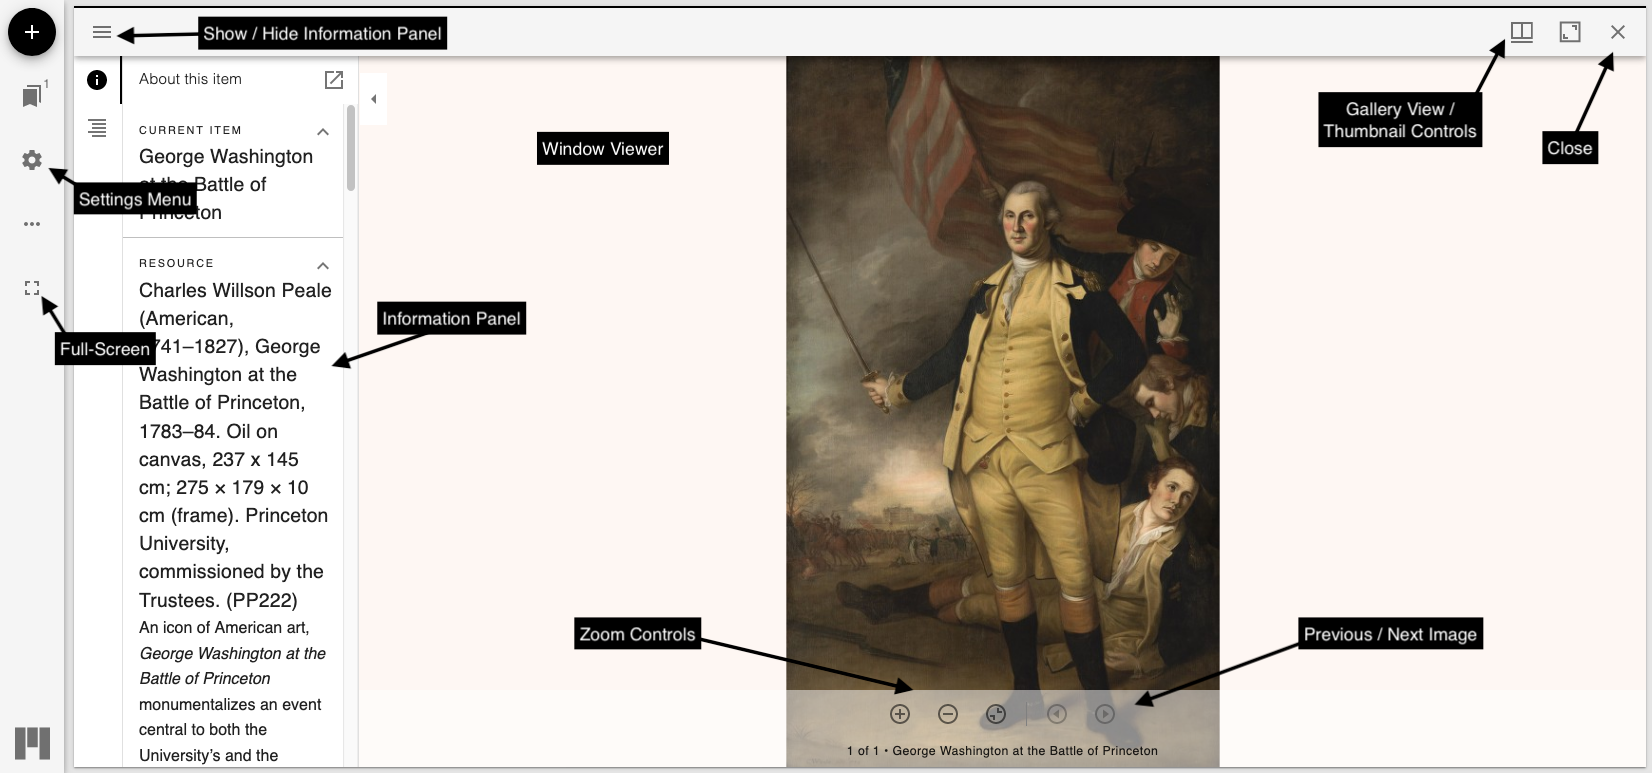 Show / Hide Information Panel
1
About this item
CURRENT ITEM
George Washington
at the Battle of
Princeton
Settings Menu
RESOURCE
Charles Willson Peale
(American,
1741–1827), George
Washington at the
Battle of Princeton,
1783–84. Oil on
canvas, 237 x 145
cm; 275 × 179 × 10
cm (frame). Princeton
University,
commissioned by the
Trustees. (PP222)
An icon of American art,
George Washington at the
Battle of Princeton
monumentalizes an event
central to both the
University's and the
Full-Screen
Information Panel
Window Viewer
Gallery View /
Thumbnail Controls
Close
Zoom Controls
Previous / Next Image
1 of 1 • George Washington at the Battle of Princeton